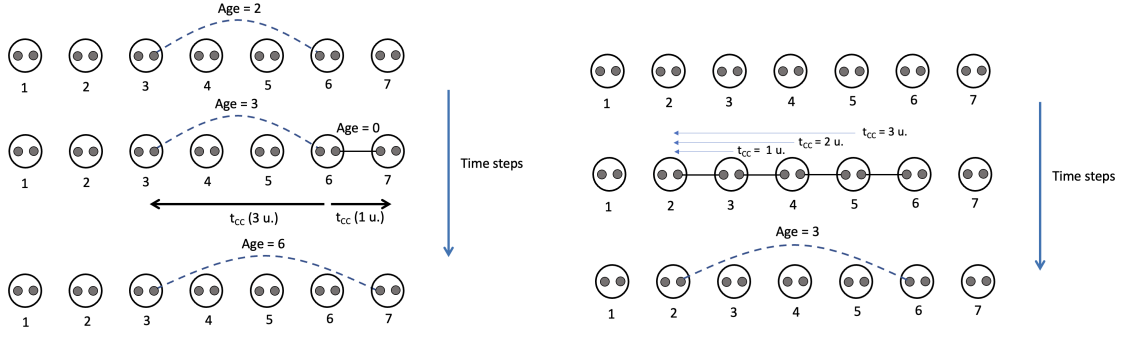 Age = 2
1 2 3 4 5 6 7
Age = 3
Age = 0
1 2 3 4 5 6 7
t_CC (3 u.) t_CC (1 u.)
Age = 6
1 2 3 4 5 6 7
Time steps
1 2 3 4 5 6 7
t_CC = 3 u.
t_CC = 2 u.
t_CC = 1 u.
1 2 3 4 5 6 7
Age = 3
1 2 3 4 5 6 7
Time steps